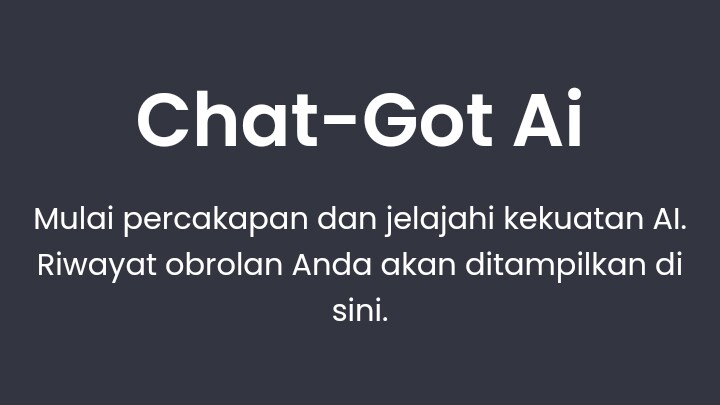 Chat-Got Ai
Mulai percakapan dan jelajahi kekuatan AI.
Riwayat obrolan Anda akan ditampilkan di
sini.